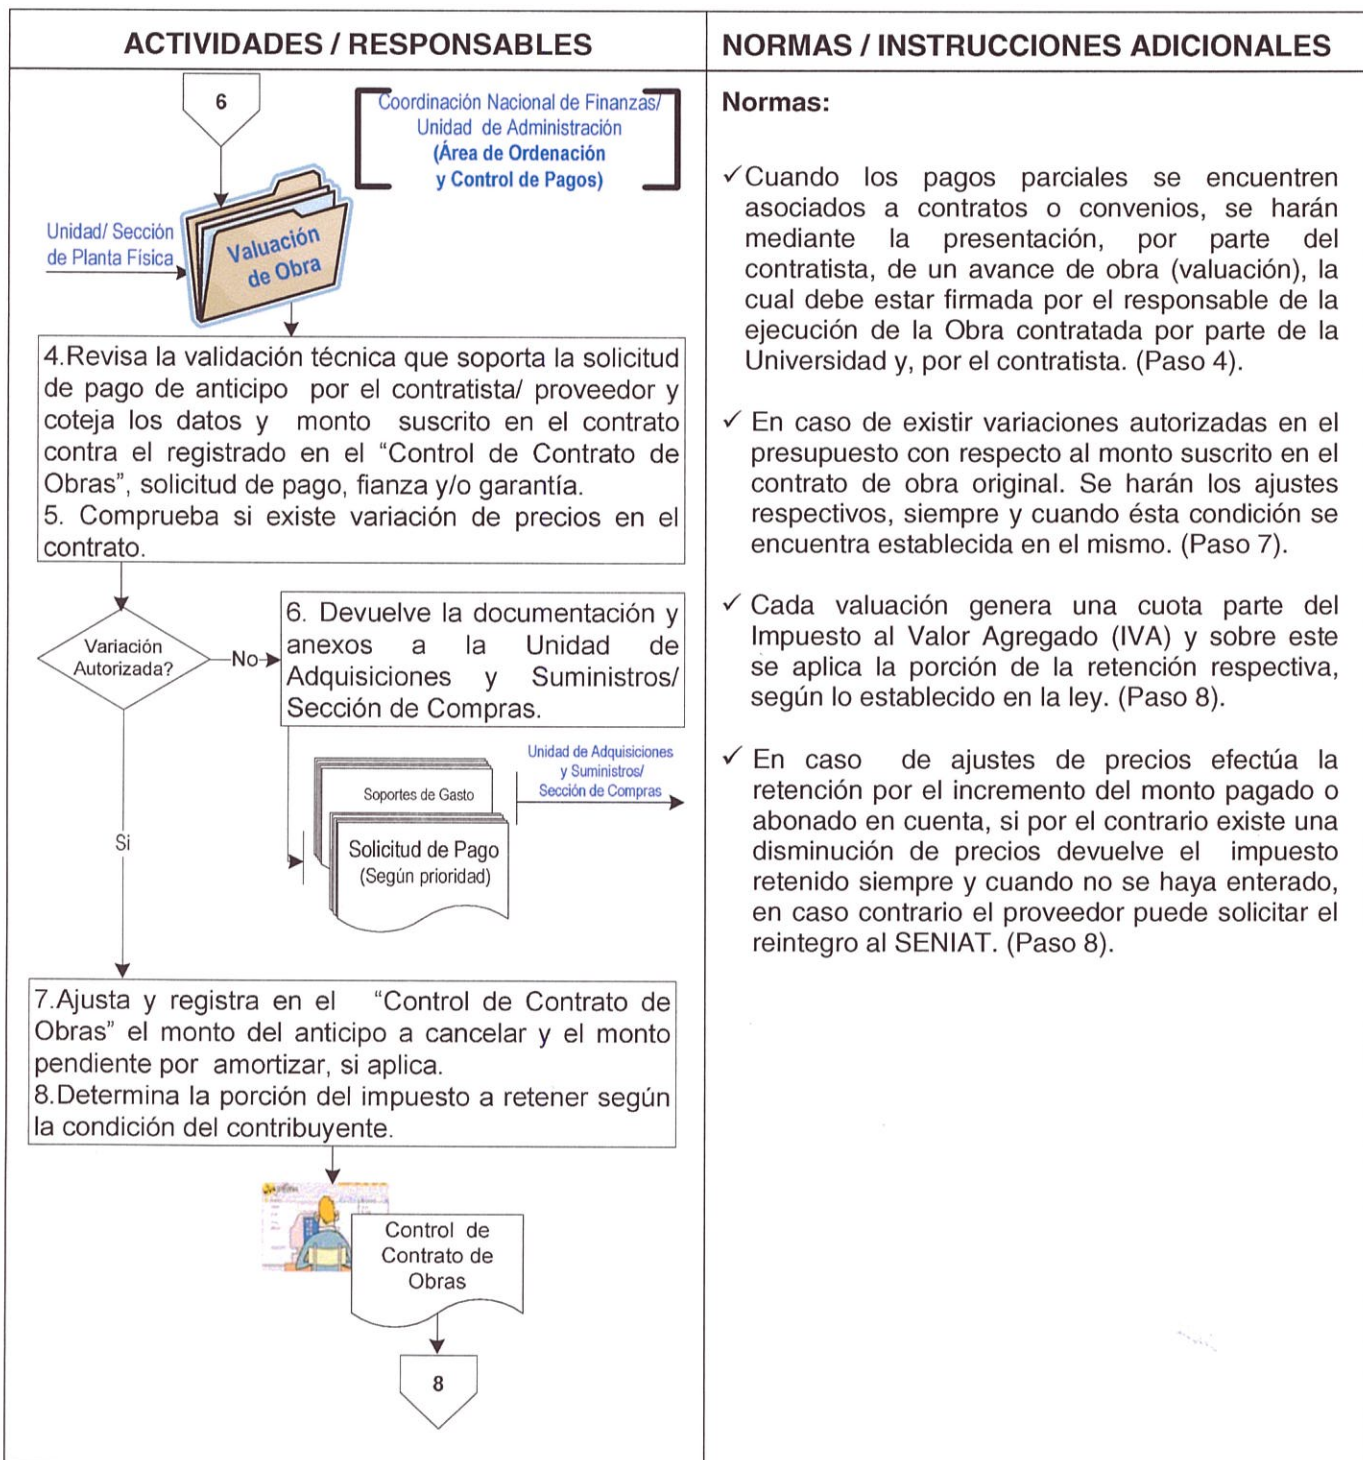 ACTIVIDADES / RESPONSABLES
6
Coordinación Nacional de Finanzas/
Unidad de Administración
(Área de Ordenación
y Control de Pagos)
Unidad/ Sección
de Planta Física
Valuación
de Obra
4.Revisa la validación técnica que soporta la solicitud
de pago de anticipo por el contratista/ proveedor y
coteja los datos y monto suscrito en el contrato
contra el registrado en el “Control de Contrato de
Obras”, solicitud de pago, fianza y/o garantía.
5. Comprueba si existe variación de precios en el
contrato.
Variación
Autorizada?
No
6. Devuelve la documentación y
anexos a la Unidad de
Adquisiciones y Suministros/
Sección de Compras.
Unidad de Adquisiciones
y Suministros/
Sección de Compras
Soportes de Gasto
Solicitud de Pago
(Según prioridad)
Si
7.Ajusta y registra en el “Control de Contrato de
Obras” el monto del anticipo a cancelar y el monto
pendiente por amortizar, si aplica.
8.Determina la porción del impuesto a retener según
la condición del contribuyente.
Control de
Contrato de
Obras
8
NORMAS / INSTRUCCIONES ADICIONALES
Normas:
✓Cuando los pagos parciales se encuentren
asociados a contratos o convenios, se harán
mediante la presentación, por parte del
contratista, de un avance de obra (valuación), la
cual debe estar firmada por el responsable de la
ejecución de la Obra contratada por parte de la
Universidad y, por el contratista. (Paso 4).
✓ En caso de existir variaciones autorizadas en el
presupuesto con respecto al monto suscrito en el
contrato de obra original. Se harán los ajustes
respectivos, siempre y cuando ésta condición se
encuentra establecida en el mismo. (Paso 7).
✓ Cada valuación genera una cuota parte del
Impuesto al Valor Agregado (IVA) y sobre este
se aplica la porción de la retención respectiva,
según lo establecido en la ley. (Paso 8).
✓ En caso de ajustes de precios efectúa la
retención por el incremento del monto pagado o
abonado en cuenta, si por el contrario existe una
disminución de precios devuelve el impuesto
retenido siempre y cuando no se haya enterado,
en caso contrario el proveedor puede solicitar el
reintegro al SENIAT. (Paso 8).